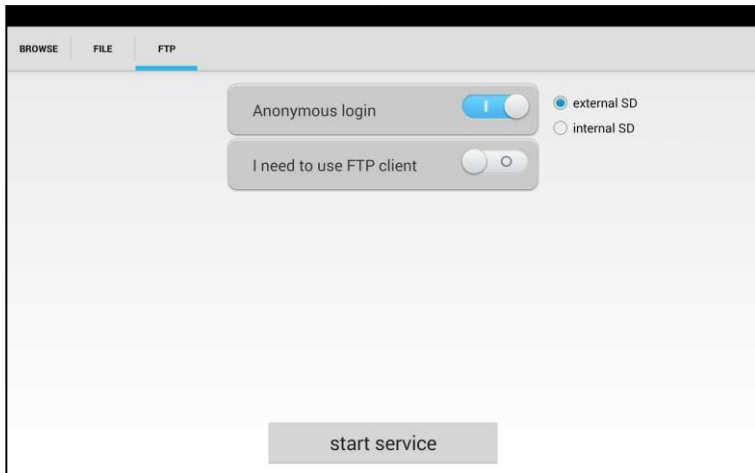 BROWSE FILE FTP
Anonymous login
external SD
internal SD
I need to use FTP client
start service